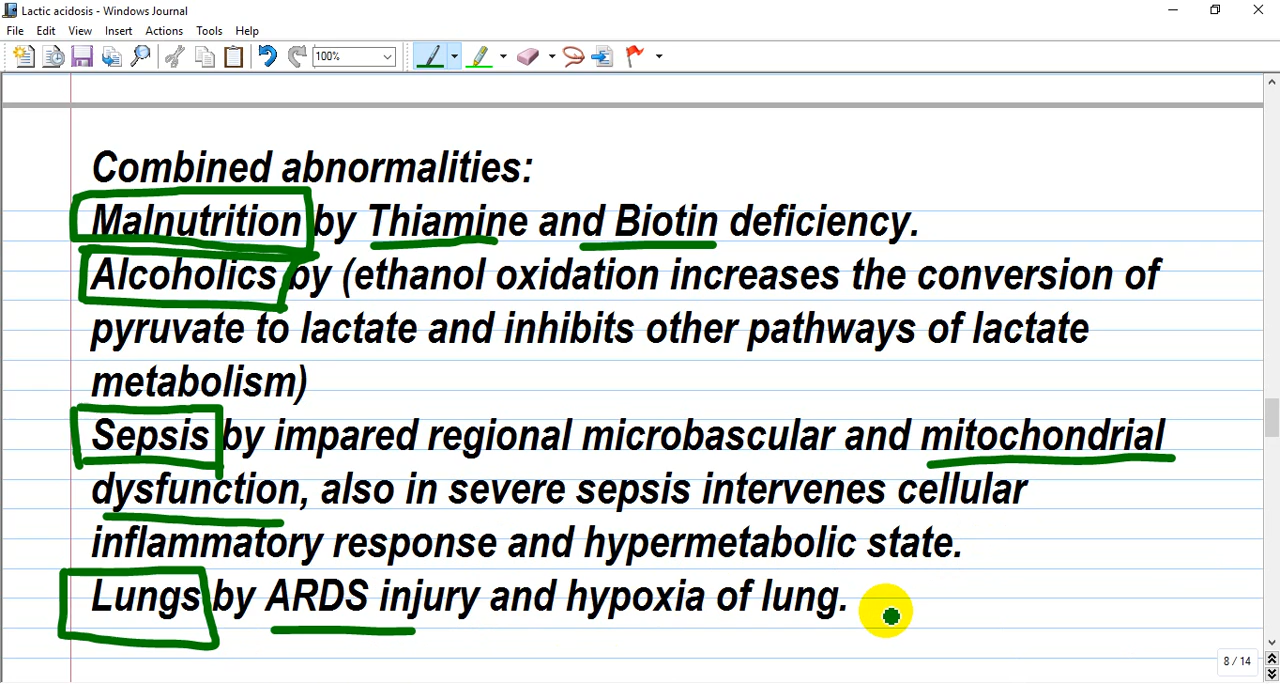 Lactic acidosis - Windows Journal
File Edit View Insert Actions Tools Help
100%
Combined abnormalities:
Malnutrition by Thiamine and Biotin deficiency.
Alcoholics by (ethanol oxidation increases the conversion of
pyruvate to lactate and inhibits other pathways of lactate
metabolism)
Sepsis by impared regional microbascular and mitochondrial
dysfunction, also in severe sepsis intervenes cellular
inflammatory response and hypermetabolic state.
Lungs by ARDS injury and hypoxia of lung.
8 / 14